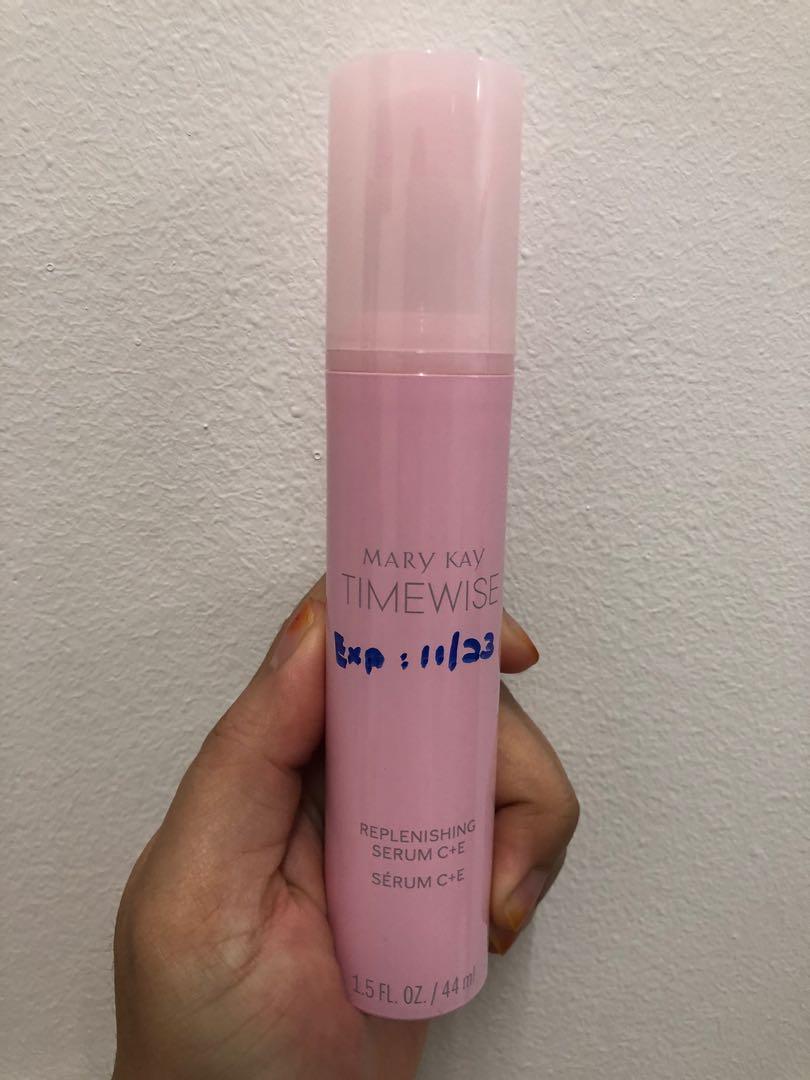 MARY KAY
TIMEWISE
Exp : 11/23
REPLENISHING
SERUM C+E
SÉRUM C+E
1.5 FL. OZ. / 44 ml